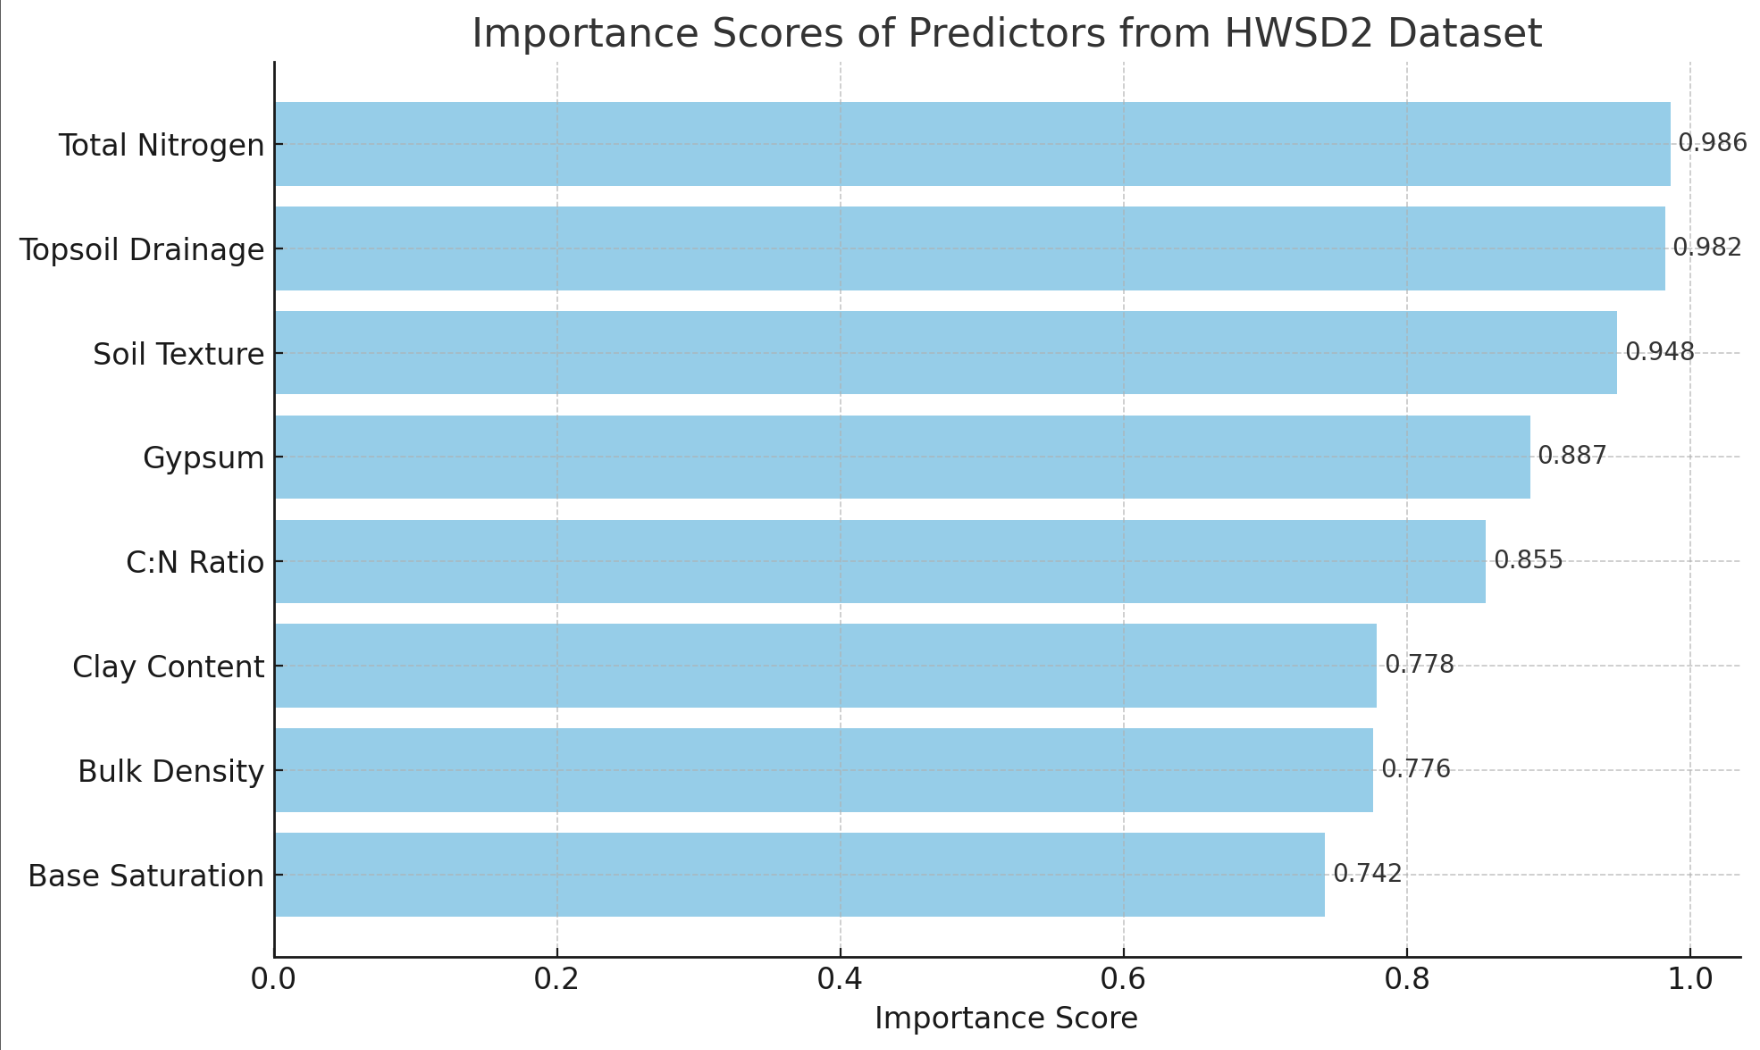 Importance Scores of Predictors from HWSD2 Dataset
Total Nitrogen 0.986
Topsoil Drainage 0.982
Soil Texture 0.948
Gypsum 0.887
C:N Ratio 0.855
Clay Content 0.778
Bulk Density 0.776
Base Saturation 0.742
0.0 0.2 0.4 0.6 0.8 1.0
Importance Score